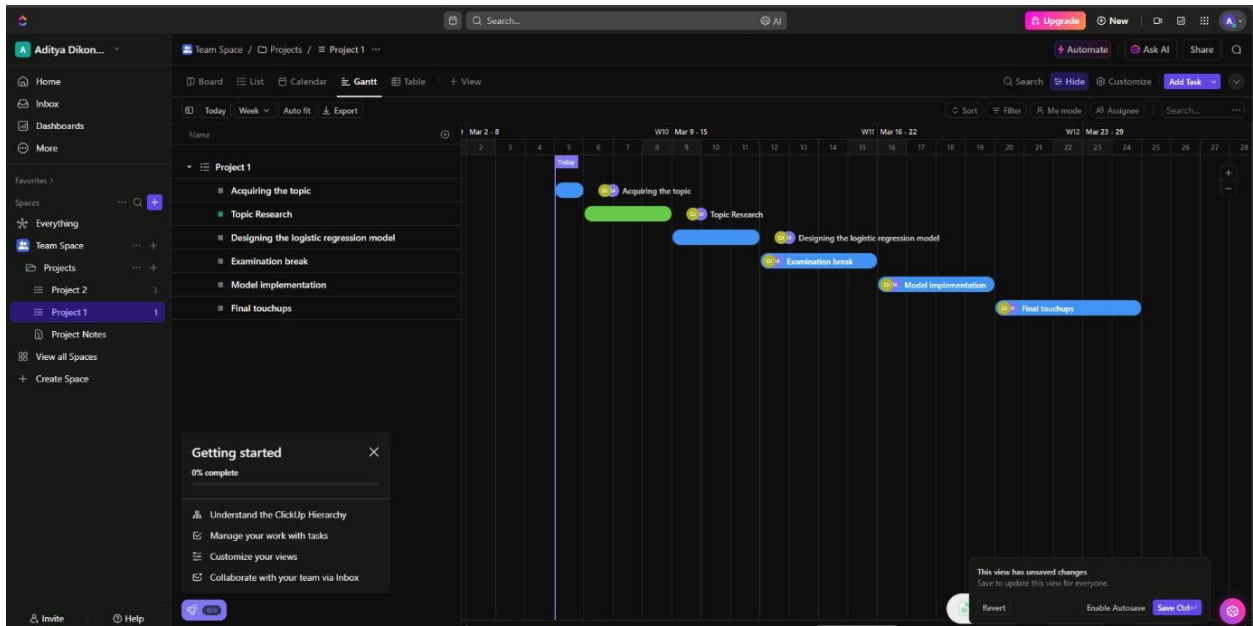 Search...
AI
Upgrade
New
A
A Aditya Dikon...
Team Space / Projects / Project 1 ...
Automate
Ask AI
Share
Home
Inbox
Dashboards
More
Favorites >
Spaces
Everything
Team Space
Projects
Project 2 3
Project 1 1
Project Notes
View all Spaces
Create Space
Invite
Help
Board
List
Calendar
Gantt
Table
+ View
Search
Hide
Customize
Add Task
Today
Week
Auto fit
Export
Sort
Filter
Me mode
Assignee
Search...
Name
Mar 2 - 8
W10 Mar 9 - 15
W11 Mar 16 - 22
W12 Mar 23 - 29
2 3 4 5 6 7 8 9 10 11 12 13 14 15 16 17 18 19 20 21 22 23 24 25 26 27 28
Today
Project 1
Acquiring the topic
Acquiring the topic
Topic Research
Topic Research
Designing the logistic regression model
Designing the logistic regression model
Examination break
Examination break
Model implementation
Model implementation
Final touchups
Final touchups
Getting started
0% complete
Understand the ClickUp Hierarchy
Manage your work with tasks
Customize your views
Collaborate with your team via Inbox
This view has unsaved changes
Save to update this view for everyone.
Revert
Enable Autosave
Save Ctrl↵